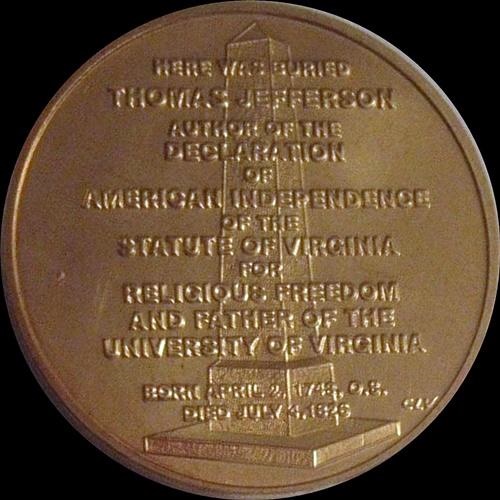 HERE WAS BURIED
THOMAS JEFFERSON
AUTHOR OF THE
DECLARATION
OF
AMERICAN INDEPENDENCE
OF THE
STATUTE OF VIRGINIA
FOR
RELIGIOUS FREEDOM
AND FATHER OF THE
UNIVERSITY OF VIRGINIA
BORN APRIL 2, 1743, O.S.
DIED JULY 4, 1826